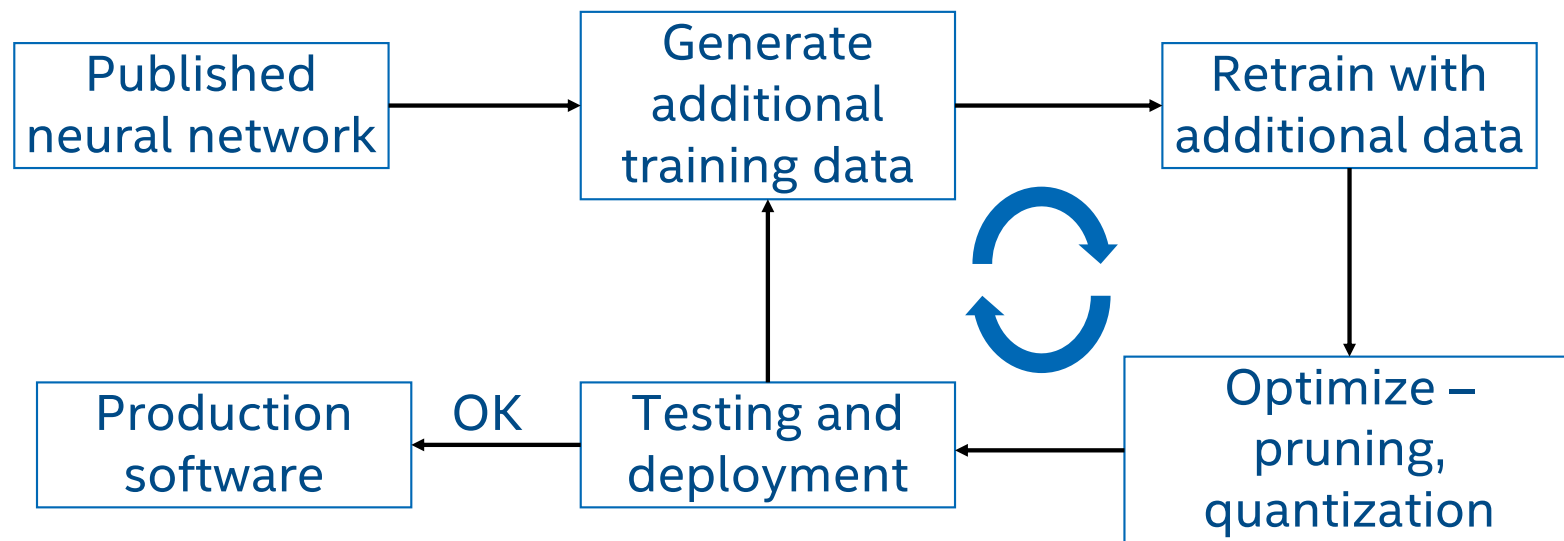 Published
neural network
Generate
additional
training data
Retrain with
additional data
Production
software
OK
Testing and
deployment
Optimize –
pruning,
quantization